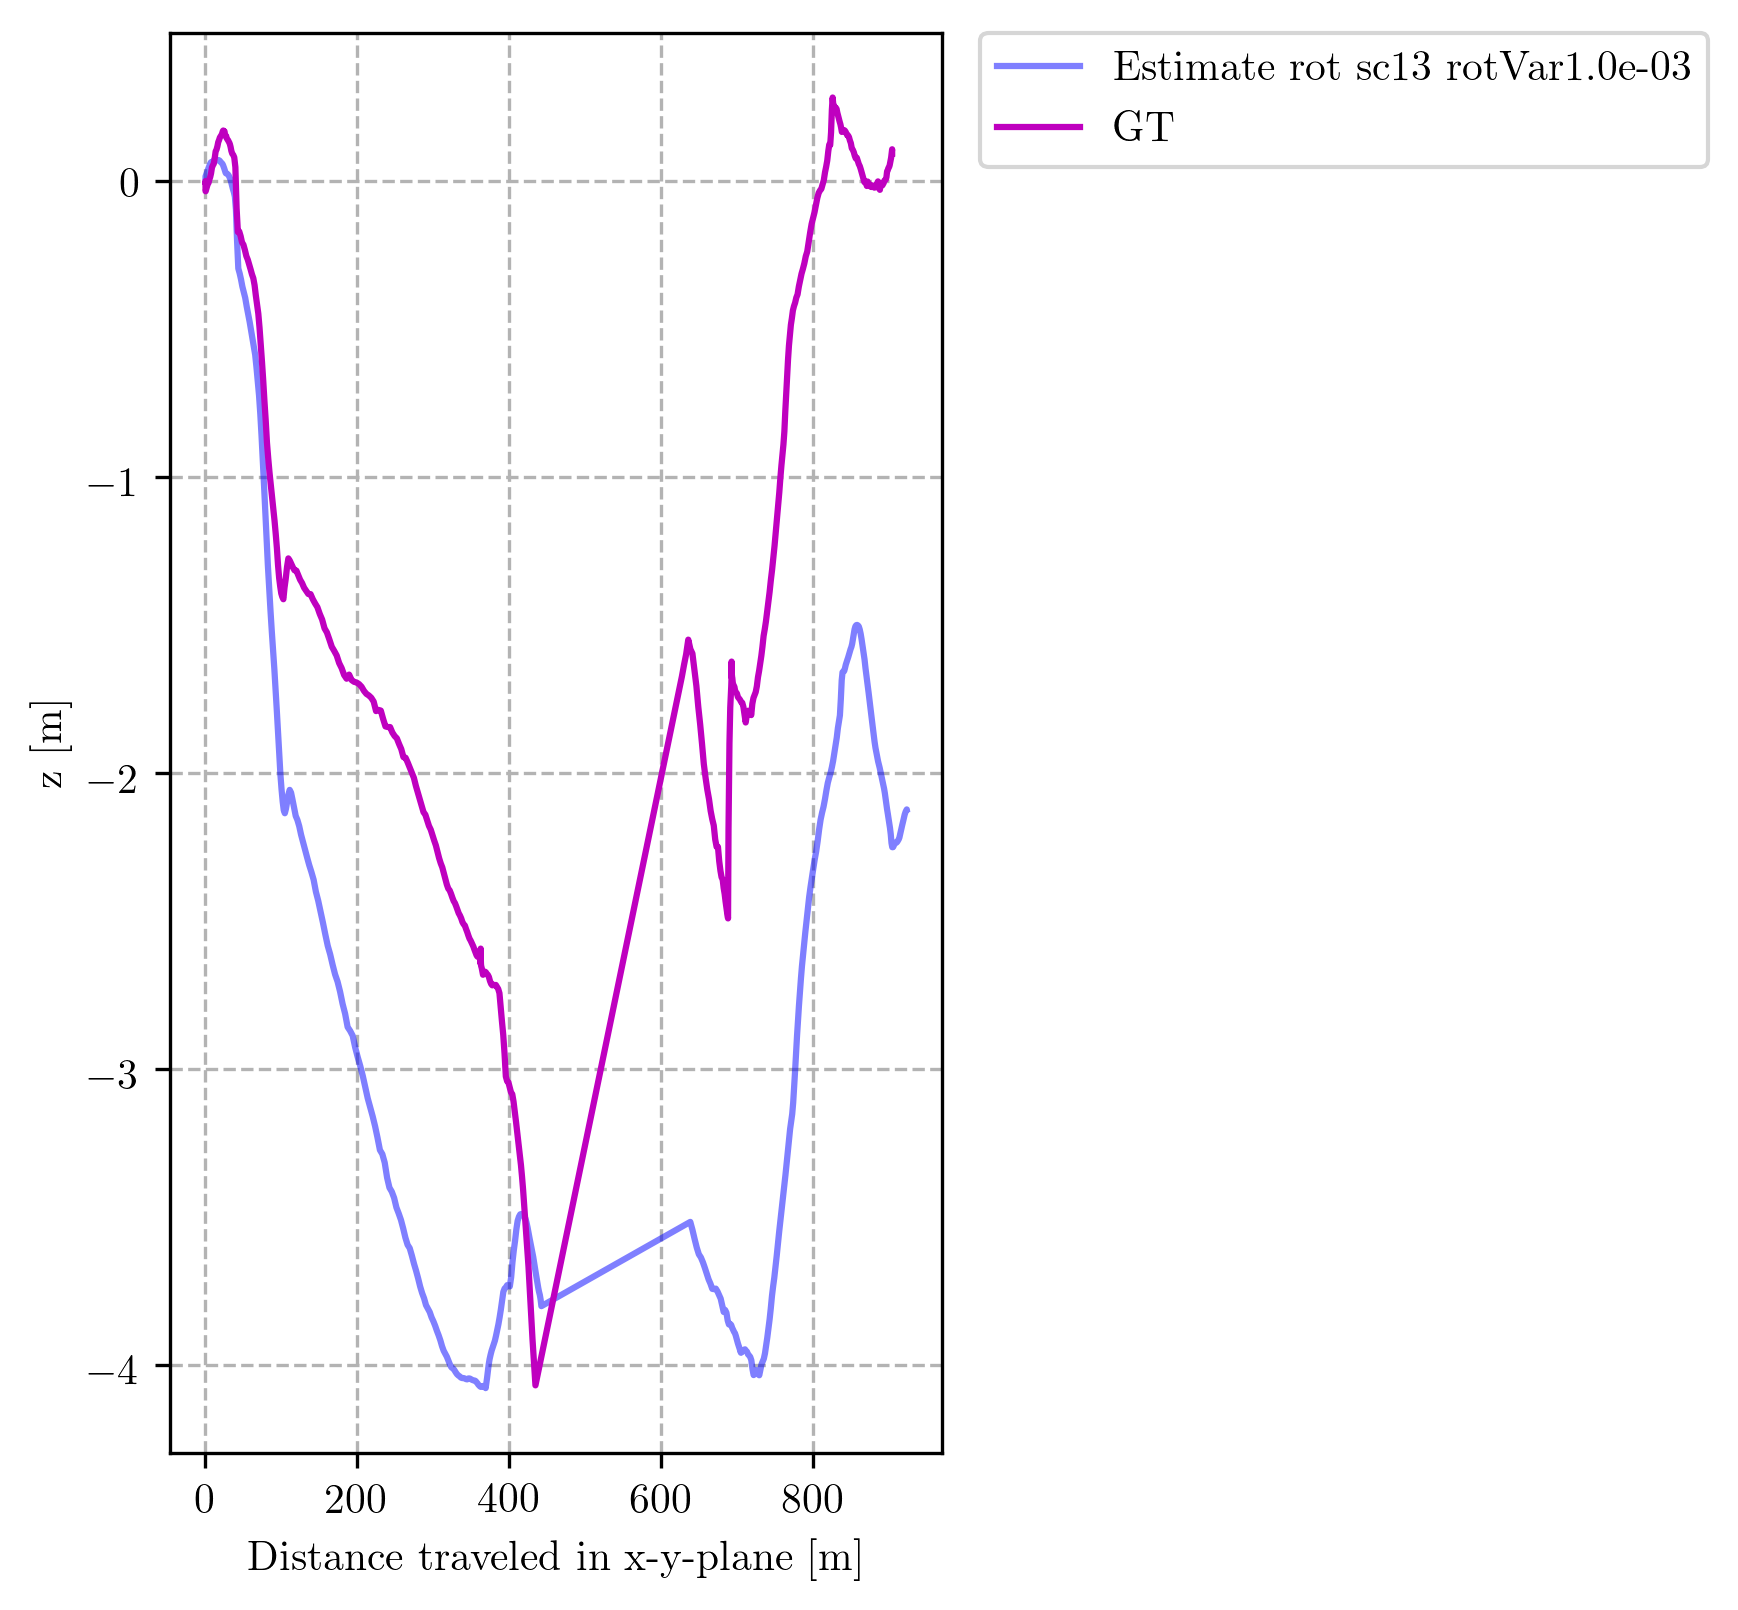 Estimate rot sc13 rotVar1.0e-03
GT
0
−1
−2
−3
−4
z [m]
0 200 400 600 800
Distance traveled in x-y-plane [m]